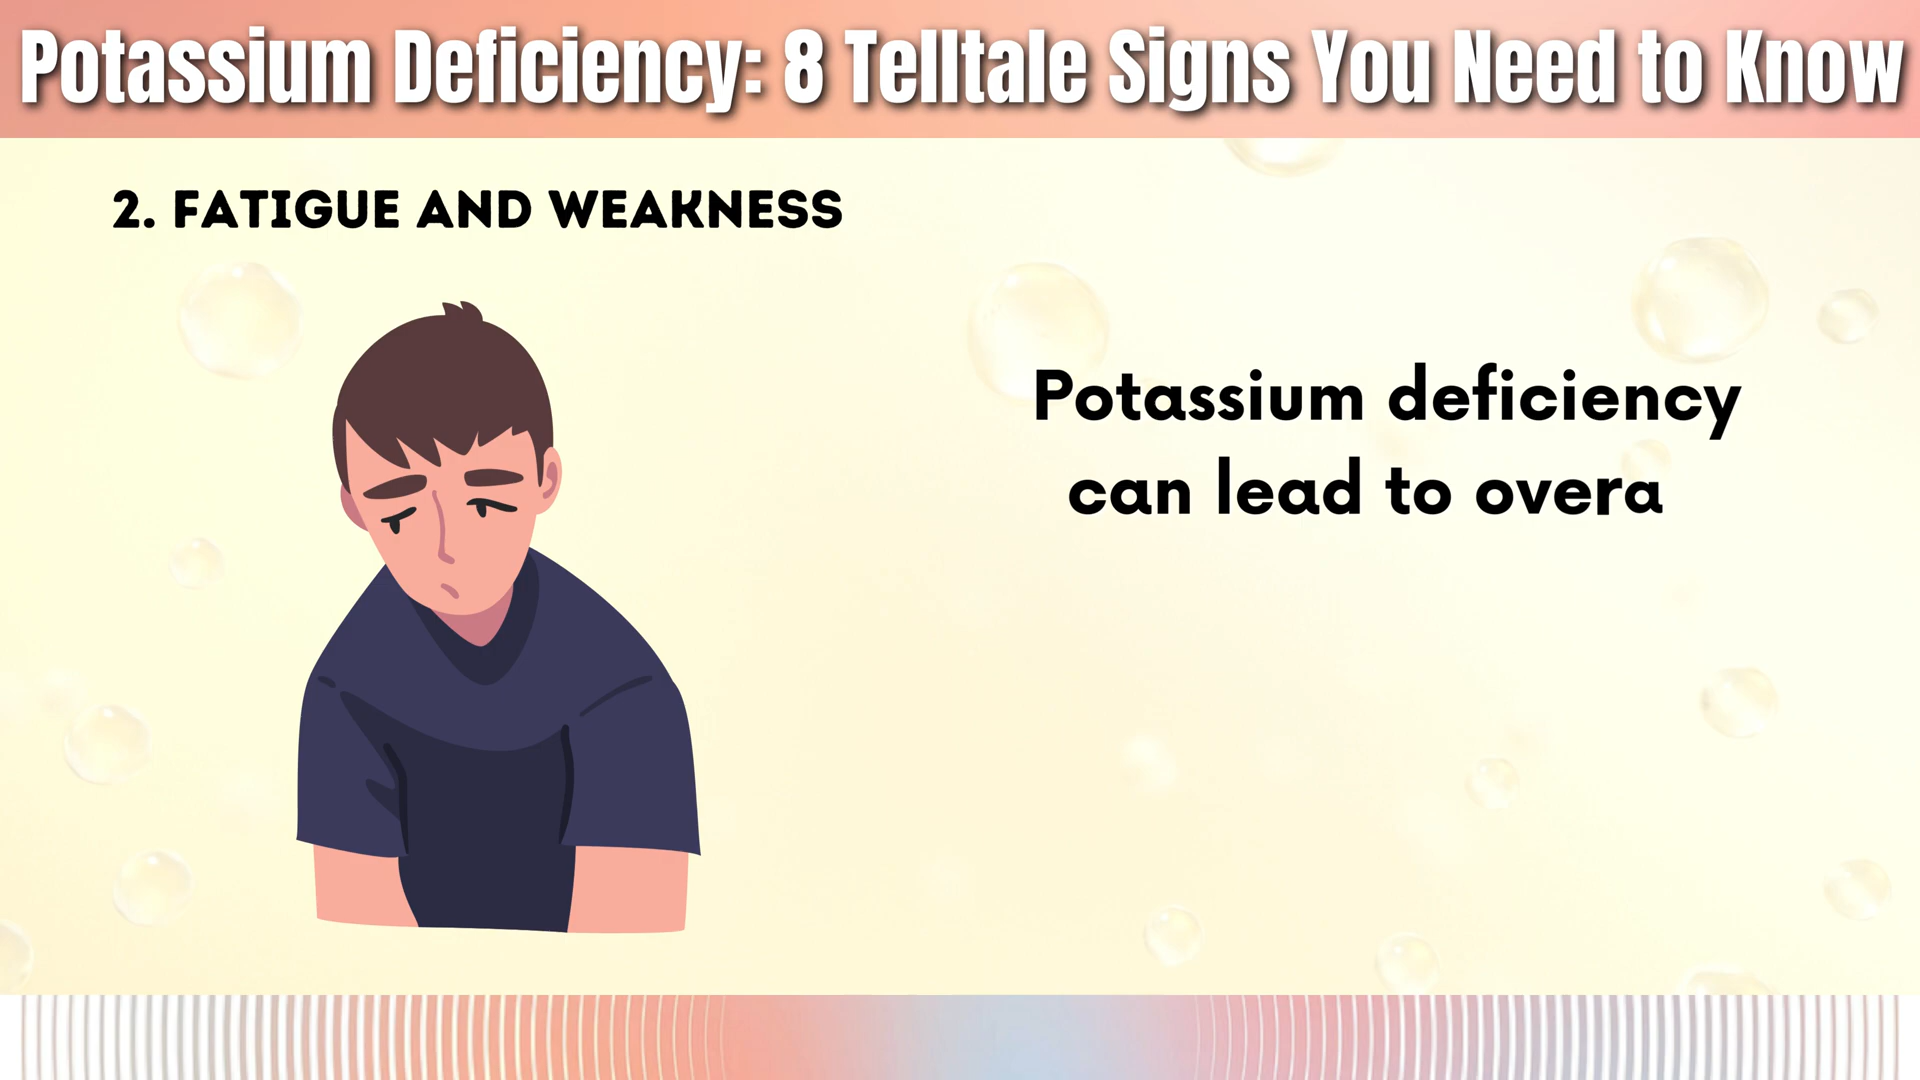 Potassium Deficiency: 8 Telltale Signs You Need to Know
2. FATIGUE AND WEAKNESS
Potassium deficiency
can lead to overa